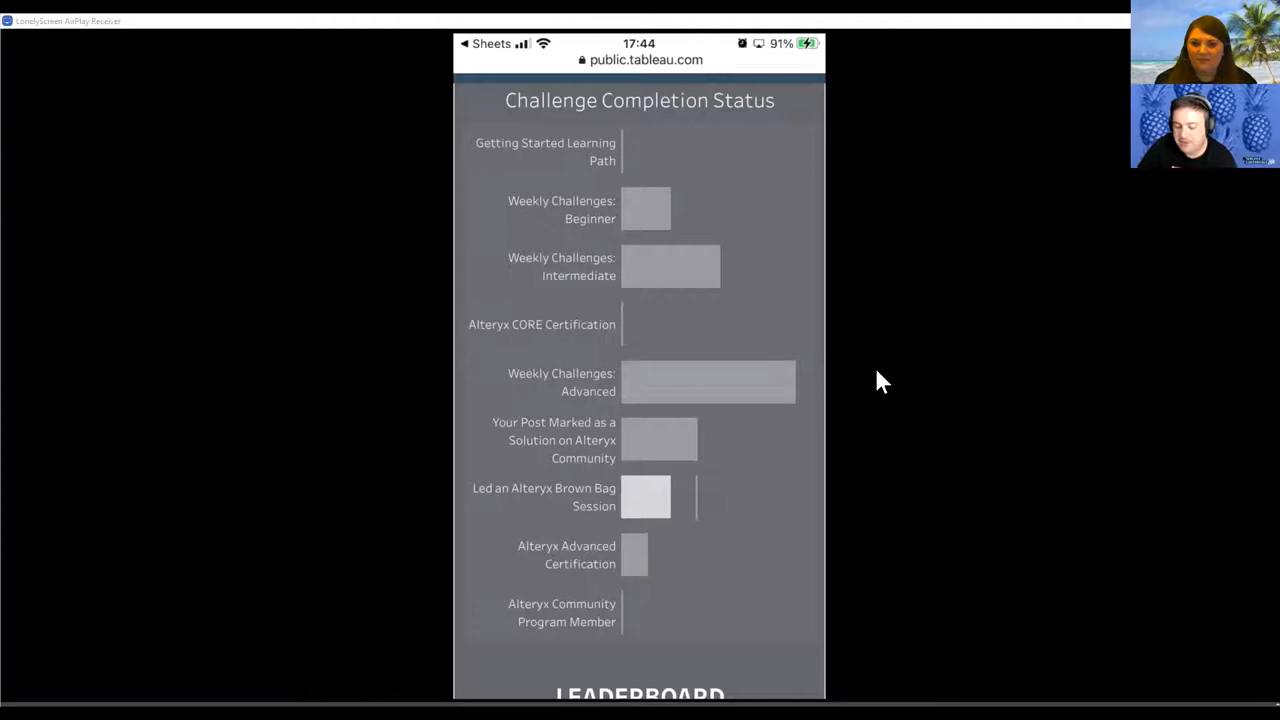 LonelyScreen AirPlay Receiver
Sheets
17:44
91%
public.tableau.com
Challenge Completion Status
Getting Started Learning
Path
Weekly Challenges:
Beginner
Weekly Challenges:
Intermediate
Alteryx CORE Certification
Weekly Challenges:
Advanced
Your Post Marked as a
Solution on Alteryx
Community
Led an Alteryx Brown Bag
Session
Alteryx Advanced
Certification
Alteryx Community
Program Member
LEADERBOARD